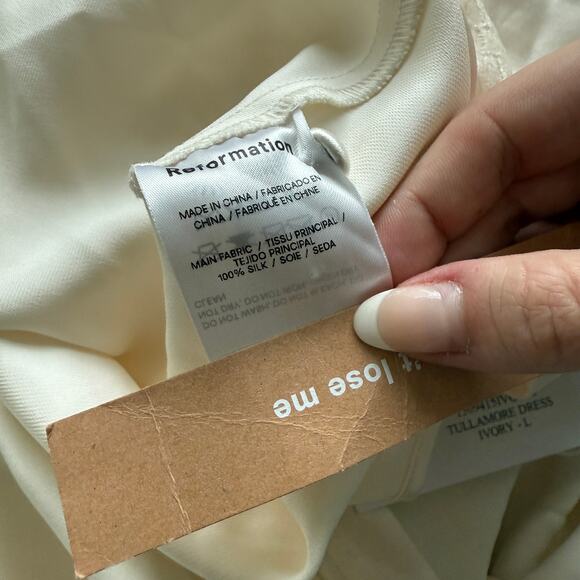 Reformation
MADE IN CHINA / FABRICADO EN
CHINA / FABRIQUÉ EN CHINE
MAIN FABRIC / TISSU PRINCIPAL /
TEJIDO PRINCIPAL
100% SILK / SOIE / SEDA
CLEAN
lose me
TULLAMORE DRESS
IVORY - L